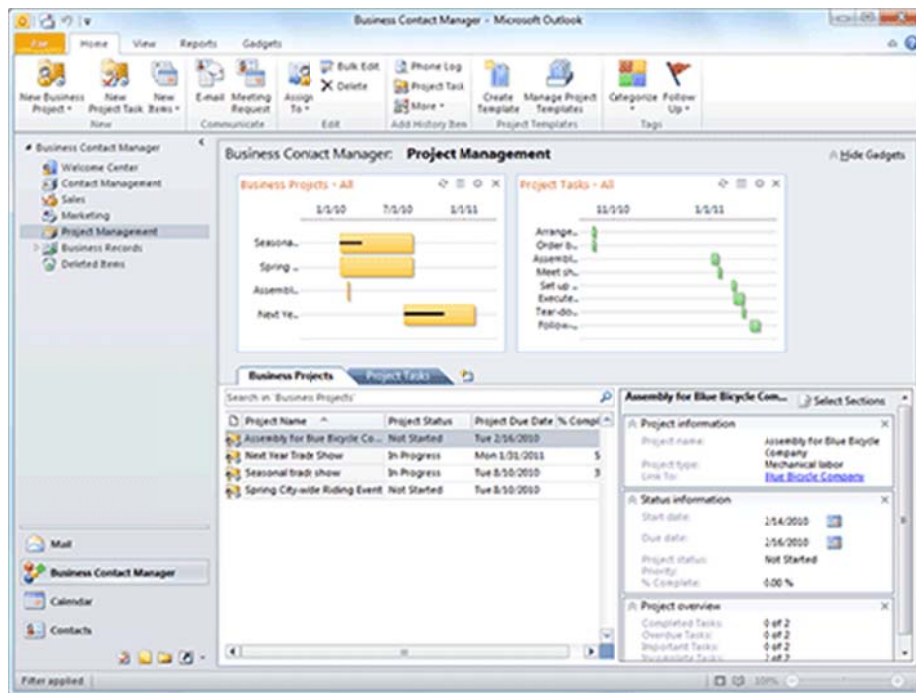 Business Contact Manager - Microsoft Outlook
File Home View Reports Gadgets
New Business Project New Project Task New Items E-mail Meeting Request Assign To Bulk Edit Delete Phone Log Project Task More Create Template Manage Project Templates Categorize Follow Up
New Communicate Edit Add History Item Project Templates Tags
Business Contact Manager
Welcome Center
Contact Management
Sales
Marketing
Project Management
Business Records
Deleted Items
Mail
Business Contact Manager
Calendar
Contacts
Business Contact Manager: Project Management
Hide Gadgets
Business Projects - All
1/1/10 7/1/10 1/1/11
Seasona...
Spring ...
Assembl...
Next Ye...
Project Tasks - All
11/1/10 1/1/11
Arrange...
Order b...
Assembl...
Meet sh...
Set up ...
Execute...
Tear-do...
Follow-...
Business Projects Project Tasks
Search in 'Business Projects'
Project Name Project Status Project Due Date % Compl
Assembly for Blue Bicycle Co... Not Started Tue 2/16/2010
Next Year Trade Show In Progress Mon 1/31/2011 5
Seasonal trade show In Progress Tue 8/10/2010 3
Spring City-wide Riding Event Not Started Tue 8/10/2010
Assembly for Blue Bicycle Com... Select Sections
Project information
Project name: Assembly for Blue Bicycle Company
Project type: Mechanical labor
Link To: Blue Bicycle Company
Status information
Start date: 2/14/2010
Due date: 2/16/2010
Project status: Not Started
Priority:
% Complete: 0.00 %
Project overview
Completed Tasks: 0 of 2
Overdue Tasks: 0 of 2
Important Tasks: 0 of 2
Incomplete Tasks: 2 of 2
Filter applied
100%